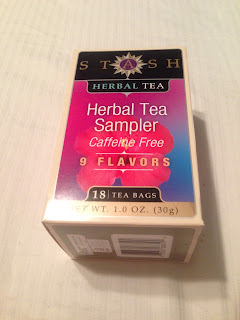 STASH
HERBAL TEA
Herbal Tea
Sampler
Caffeine Free
9 FLAVORS
18 TEA BAGS
NET WT. 1.0 OZ. (30g)